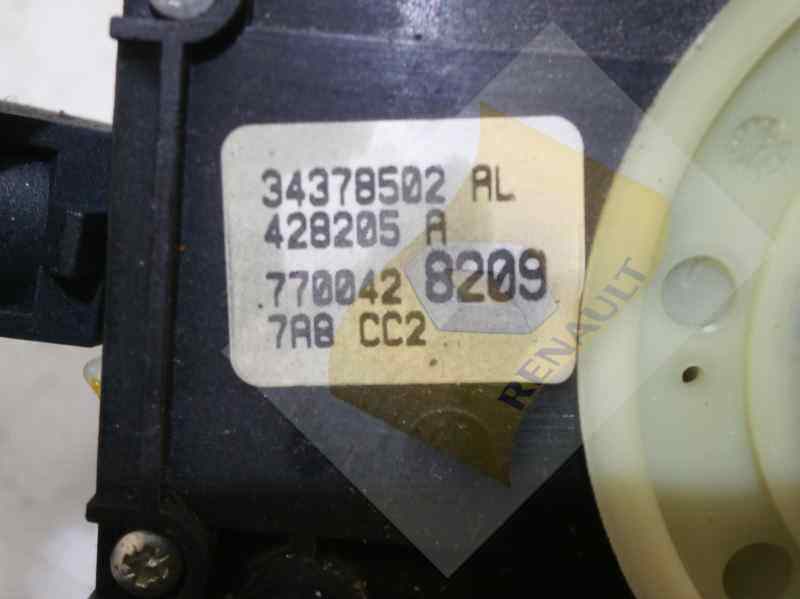 34378502 AL
428205 A
770042 8209
7A8 CC2
RENAULT